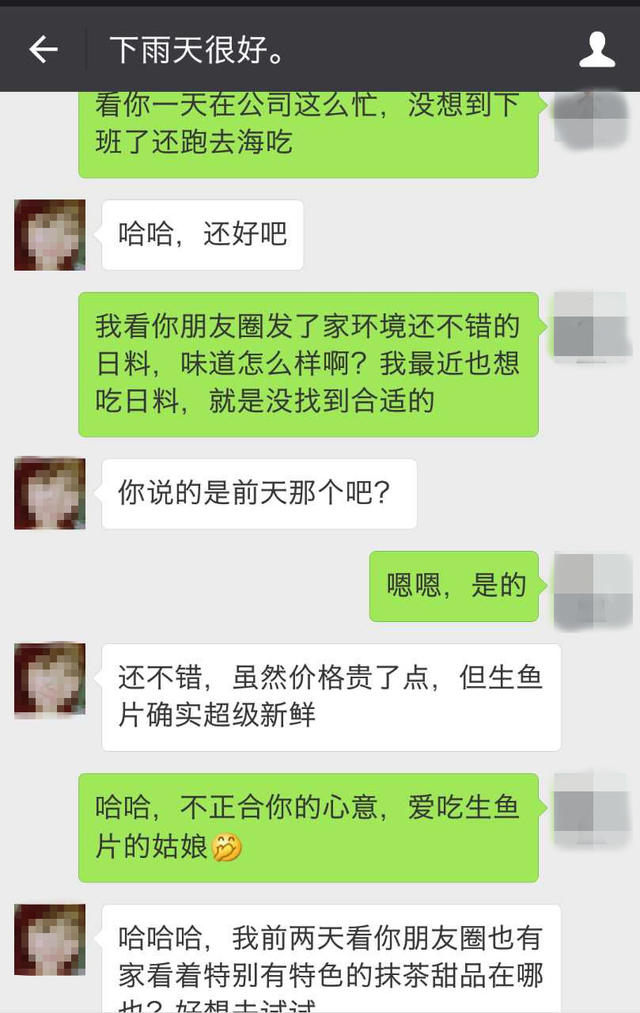 下雨天很好。
看你一天在公司这么忙，没想到下
班了还跑去海吃
哈哈，还好吧
我看你朋友圈发了家环境还不错的
日料，味道怎么样啊？我最近也想
吃日料，就是没找到合适的
你说的是前天那个吧？
嗯嗯，是的
还不错，虽然价格贵了点，但生鱼
片确实超级新鲜
哈哈，不正合你的心意，爱吃生鱼
片的姑娘🤭
哈哈哈，我前两天看你朋友圈也有
家看着特别有特色的抹茶甜品在哪
也？好想去试试